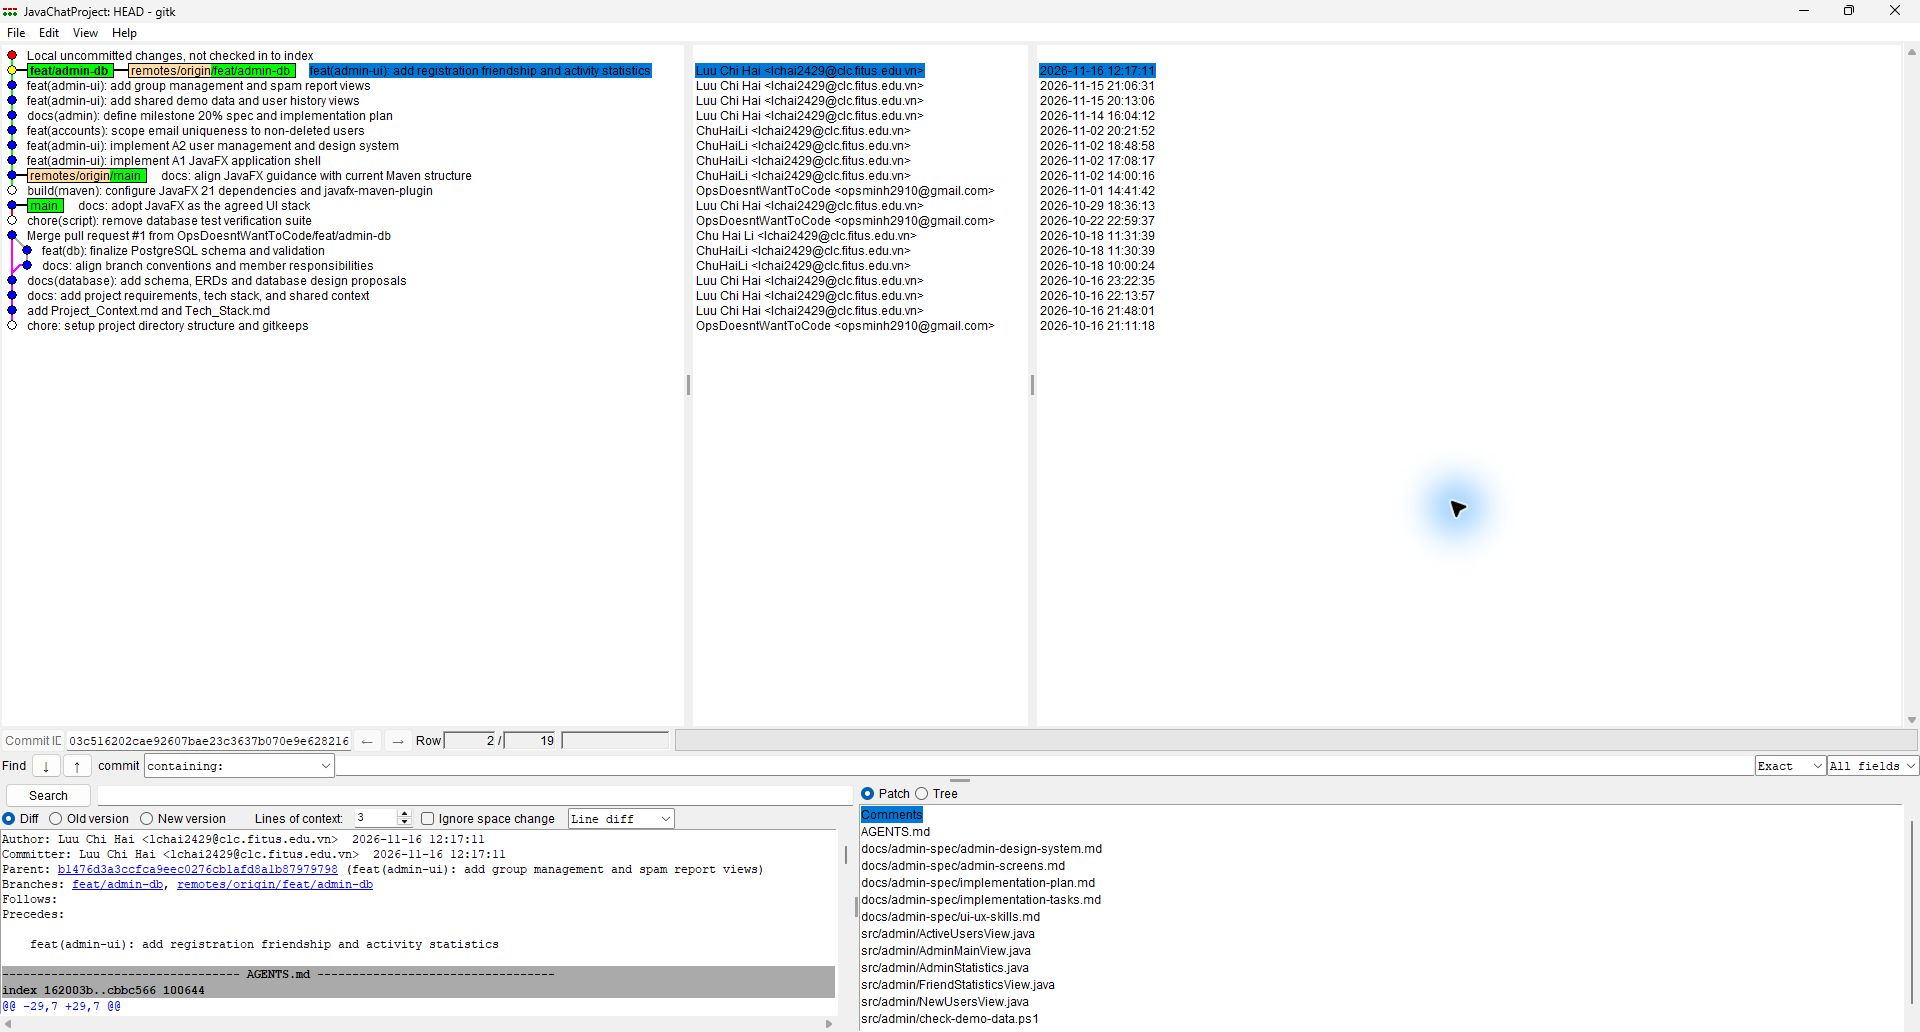 JavaChatProject: HEAD - gitk
File Edit View Help
Local uncommitted changes, not checked in to index
feat/admin-db remotes/origin/feat/admin-db feat(admin-ui): add registration friendship and activity statistics Luu Chi Hai <lchai2429@clc.fitus.edu.vn> 2026-11-16 12:17:11
feat(admin-ui): add group management and spam report views Luu Chi Hai <lchai2429@clc.fitus.edu.vn> 2026-11-15 21:06:31
feat(admin-ui): add shared demo data and user history views Luu Chi Hai <lchai2429@clc.fitus.edu.vn> 2026-11-15 20:13:06
docs(admin): define milestone 20% spec and implementation plan Luu Chi Hai <lchai2429@clc.fitus.edu.vn> 2026-11-14 16:04:12
feat(accounts): scope email uniqueness to non-deleted users ChuHaiLi <lchai2429@clc.fitus.edu.vn> 2026-11-02 20:21:52
feat(admin-ui): implement A2 user management and design system ChuHaiLi <lchai2429@clc.fitus.edu.vn> 2026-11-02 18:48:58
feat(admin-ui): implement A1 JavaFX application shell ChuHaiLi <lchai2429@clc.fitus.edu.vn> 2026-11-02 17:08:17
remotes/origin/main docs: align JavaFX guidance with current Maven structure ChuHaiLi <lchai2429@clc.fitus.edu.vn> 2026-11-02 14:00:16
build(maven): configure JavaFX 21 dependencies and javafx-maven-plugin OpsDoesntWantToCode <opsminh2910@gmail.com> 2026-11-01 14:41:42
main docs: adopt JavaFX as the agreed UI stack Luu Chi Hai <lchai2429@clc.fitus.edu.vn> 2026-10-29 18:36:13
chore(script): remove database test verification suite OpsDoesntWantToCode <opsminh2910@gmail.com> 2026-10-22 22:59:37
Merge pull request #1 from OpsDoesntWantToCode/feat/admin-db Chu Hai Li <lchai2429@clc.fitus.edu.vn> 2026-10-18 11:31:39
feat(db): finalize PostgreSQL schema and validation ChuHaiLi <lchai2429@clc.fitus.edu.vn> 2026-10-18 11:30:39
docs: align branch conventions and member responsibilities ChuHaiLi <lchai2429@clc.fitus.edu.vn> 2026-10-18 10:00:24
docs(database): add schema, ERDs and database design proposals Luu Chi Hai <lchai2429@clc.fitus.edu.vn> 2026-10-16 23:22:35
docs: add project requirements, tech stack, and shared context Luu Chi Hai <lchai2429@clc.fitus.edu.vn> 2026-10-16 22:13:57
add Project_Context.md and Tech_Stack.md Luu Chi Hai <lchai2429@clc.fitus.edu.vn> 2026-10-16 21:48:01
chore: setup project directory structure and gitkeeps OpsDoesntWantToCode <opsminh2910@gmail.com> 2026-10-16 21:11:18
Commit ID 03c516202cae92607bae23c3637b070e9e628216 ← → Row 2 / 19
Find ↓ ↑ commit containing: Exact All fields
Search
Diff Old version New version Lines of context: 3 Ignore space change Line diff
Author: Luu Chi Hai <lchai2429@clc.fitus.edu.vn> 2026-11-16 12:17:11
Committer: Luu Chi Hai <lchai2429@clc.fitus.edu.vn> 2026-11-16 12:17:11
Parent: b1476d3a3ccfca9eec0276cb1afd8a1b87979798 (feat(admin-ui): add group management and spam report views)
Branches: feat/admin-db, remotes/origin/feat/admin-db
Follows:
Precedes:
feat(admin-ui): add registration friendship and activity statistics
---------------------------------- AGENTS.md ----------------------------------
index 162003b..cbbc566 100644
@@ -29,7 +29,7 @@
Patch Tree
Comments
AGENTS.md
docs/admin-spec/admin-design-system.md
docs/admin-spec/admin-screens.md
docs/admin-spec/implementation-plan.md
docs/admin-spec/implementation-tasks.md
docs/admin-spec/ui-ux-skills.md
src/admin/ActiveUsersView.java
src/admin/AdminMainView.java
src/admin/AdminStatistics.java
src/admin/FriendStatisticsView.java
src/admin/NewUsersView.java
src/admin/check-demo-data.ps1